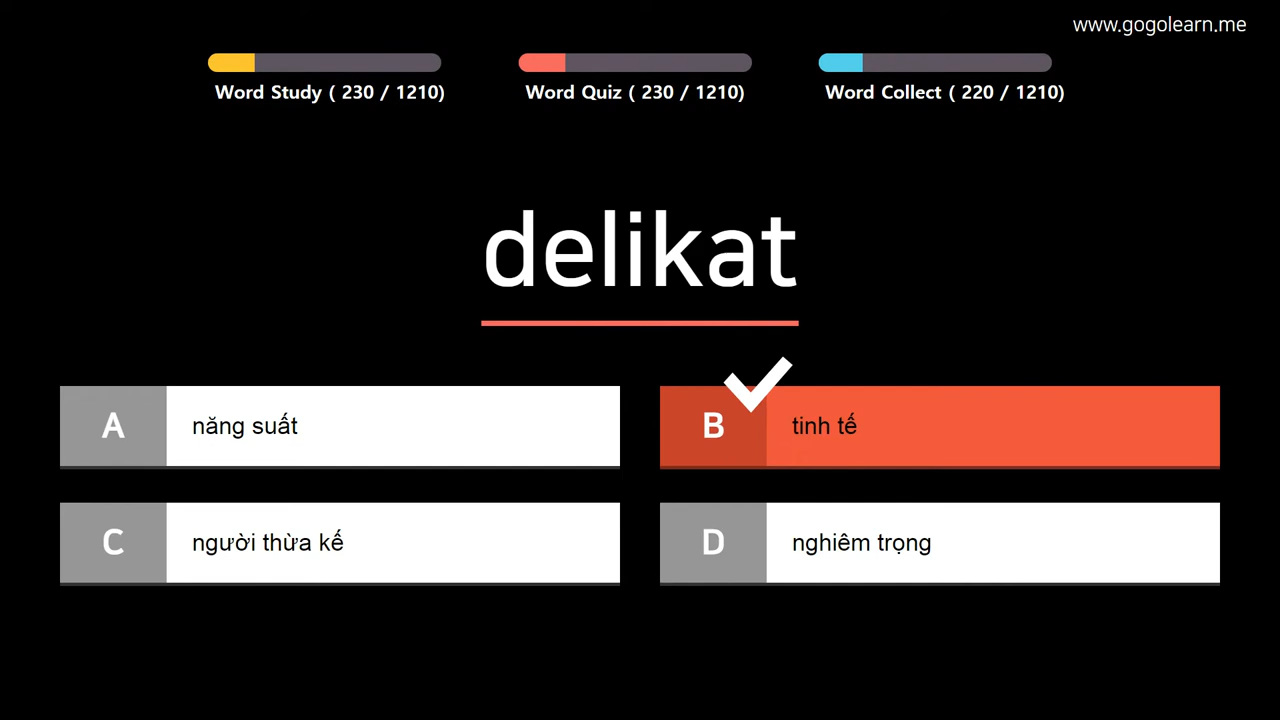 www.gogolearn.me
Word Study ( 230 / 1210)
Word Quiz ( 230 / 1210)
Word Collect ( 220 / 1210)
delikat
A năng suất
B tinh tế
C người thừa kế
D nghiêm trọng